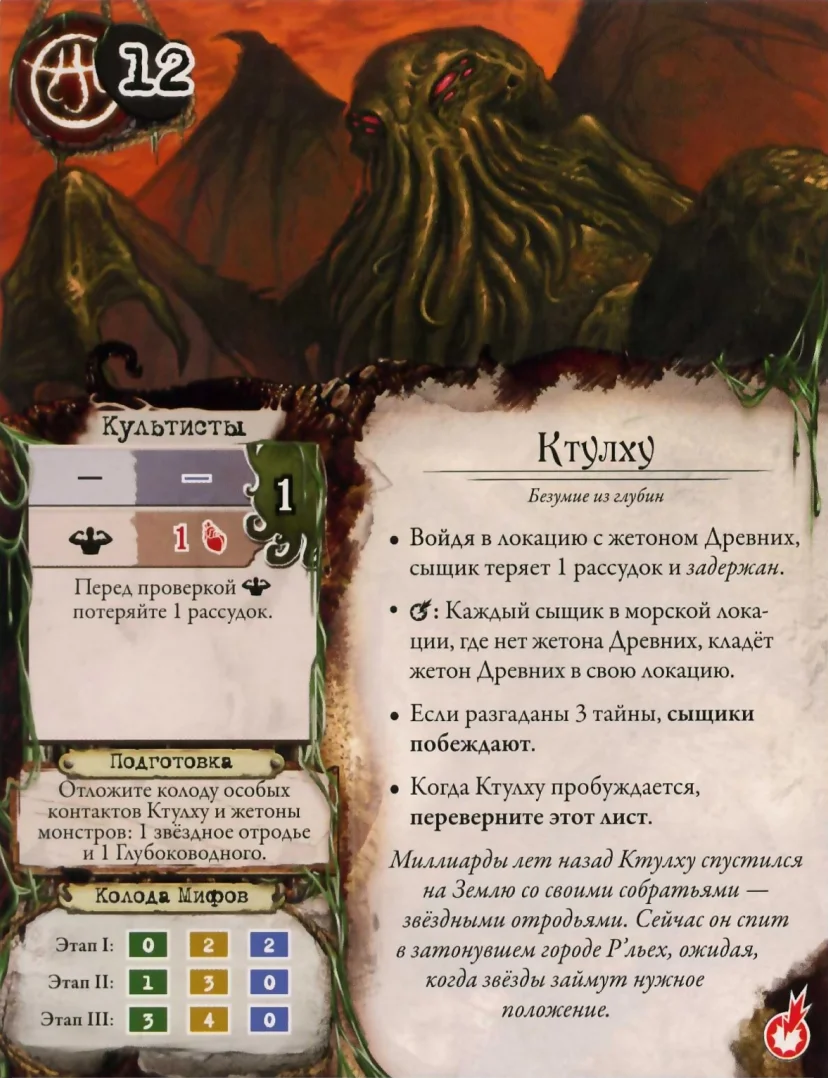 12
Культисты
—
—
1
1
Перед проверкой
потеряйте 1 рассудок.
Подготовка
Отложите колоду особых
контактов Ктулху и жетоны
монстров: 1 звёздное отродье
и 1 Глубоководного.
Колода Мифов
Этап I: 0 2 2
Этап II: 1 3 0
Этап III: 3 4 0
Ктулху
Безумие из глубин
• Войдя в локацию с жетоном Древних,
сыщик теряет 1 рассудок и задержан.
• : Каждый сыщик в морской лока-
ции, где нет жетона Древних, кладёт
жетон Древних в свою локацию.
• Если разгаданы 3 тайны, сыщики
побеждают.
• Когда Ктулху пробуждается,
переверните этот лист.
Миллиарды лет назад Ктулху спустился
на Землю со своими собратьями —
звёздными отродьями. Сейчас он спит
в затонувшем городе Р’льех, ожидая,
когда звёзды займут нужное
положение.